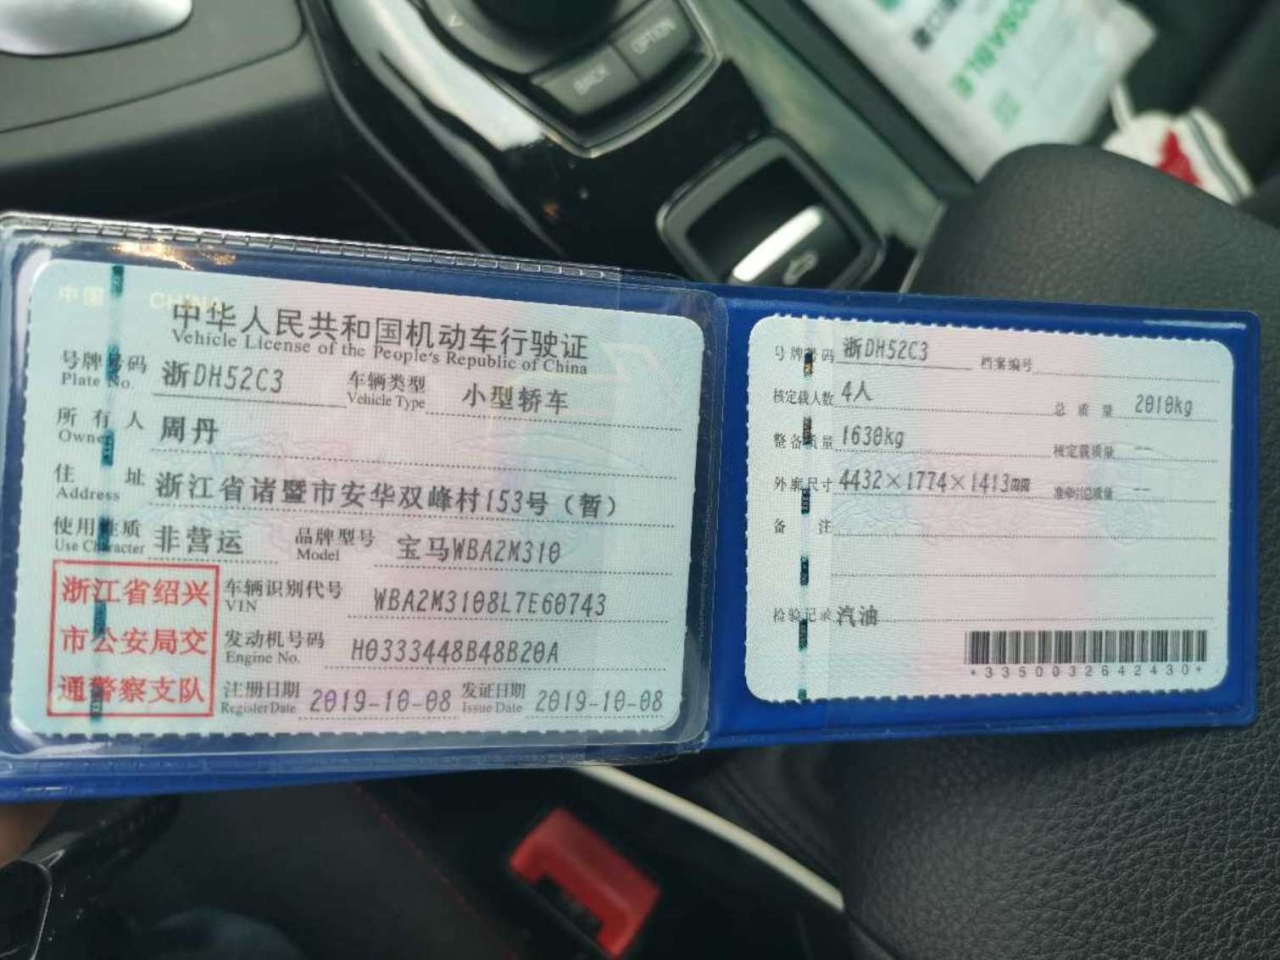 BACK
OPTION
OSABLE
中国 CHINA
中华人民共和国机动车行驶证
Vehicle License of the People's Republic of China
号牌号码 浙DH52C3 车辆类型 小型轿车
Plate No. Vehicle Type
所有人 周丹
Owner
住址 浙江省诸暨市安华双峰村153号（暂）
Address
使用性质 非营运 品牌型号 宝马WBA2M310
Use Character Model
浙江省绍兴
市公安局交
通警察支队
车辆识别代号 WBA2M3108L7E60743
VIN
发动机号码 H0333448B48B20A
Engine No.
注册日期 2019-10-08 发证日期 2019-10-08
Register Date Issue Date
号牌号码 浙DH52C3 档案编号
核定载人数 4人 总质量 2010kg
整备质量 1630kg 核定载质量 --
外廓尺寸 4432×1774×1413mm 准牵引总质量 --
备注
检验记录 汽油
*3350032642430*